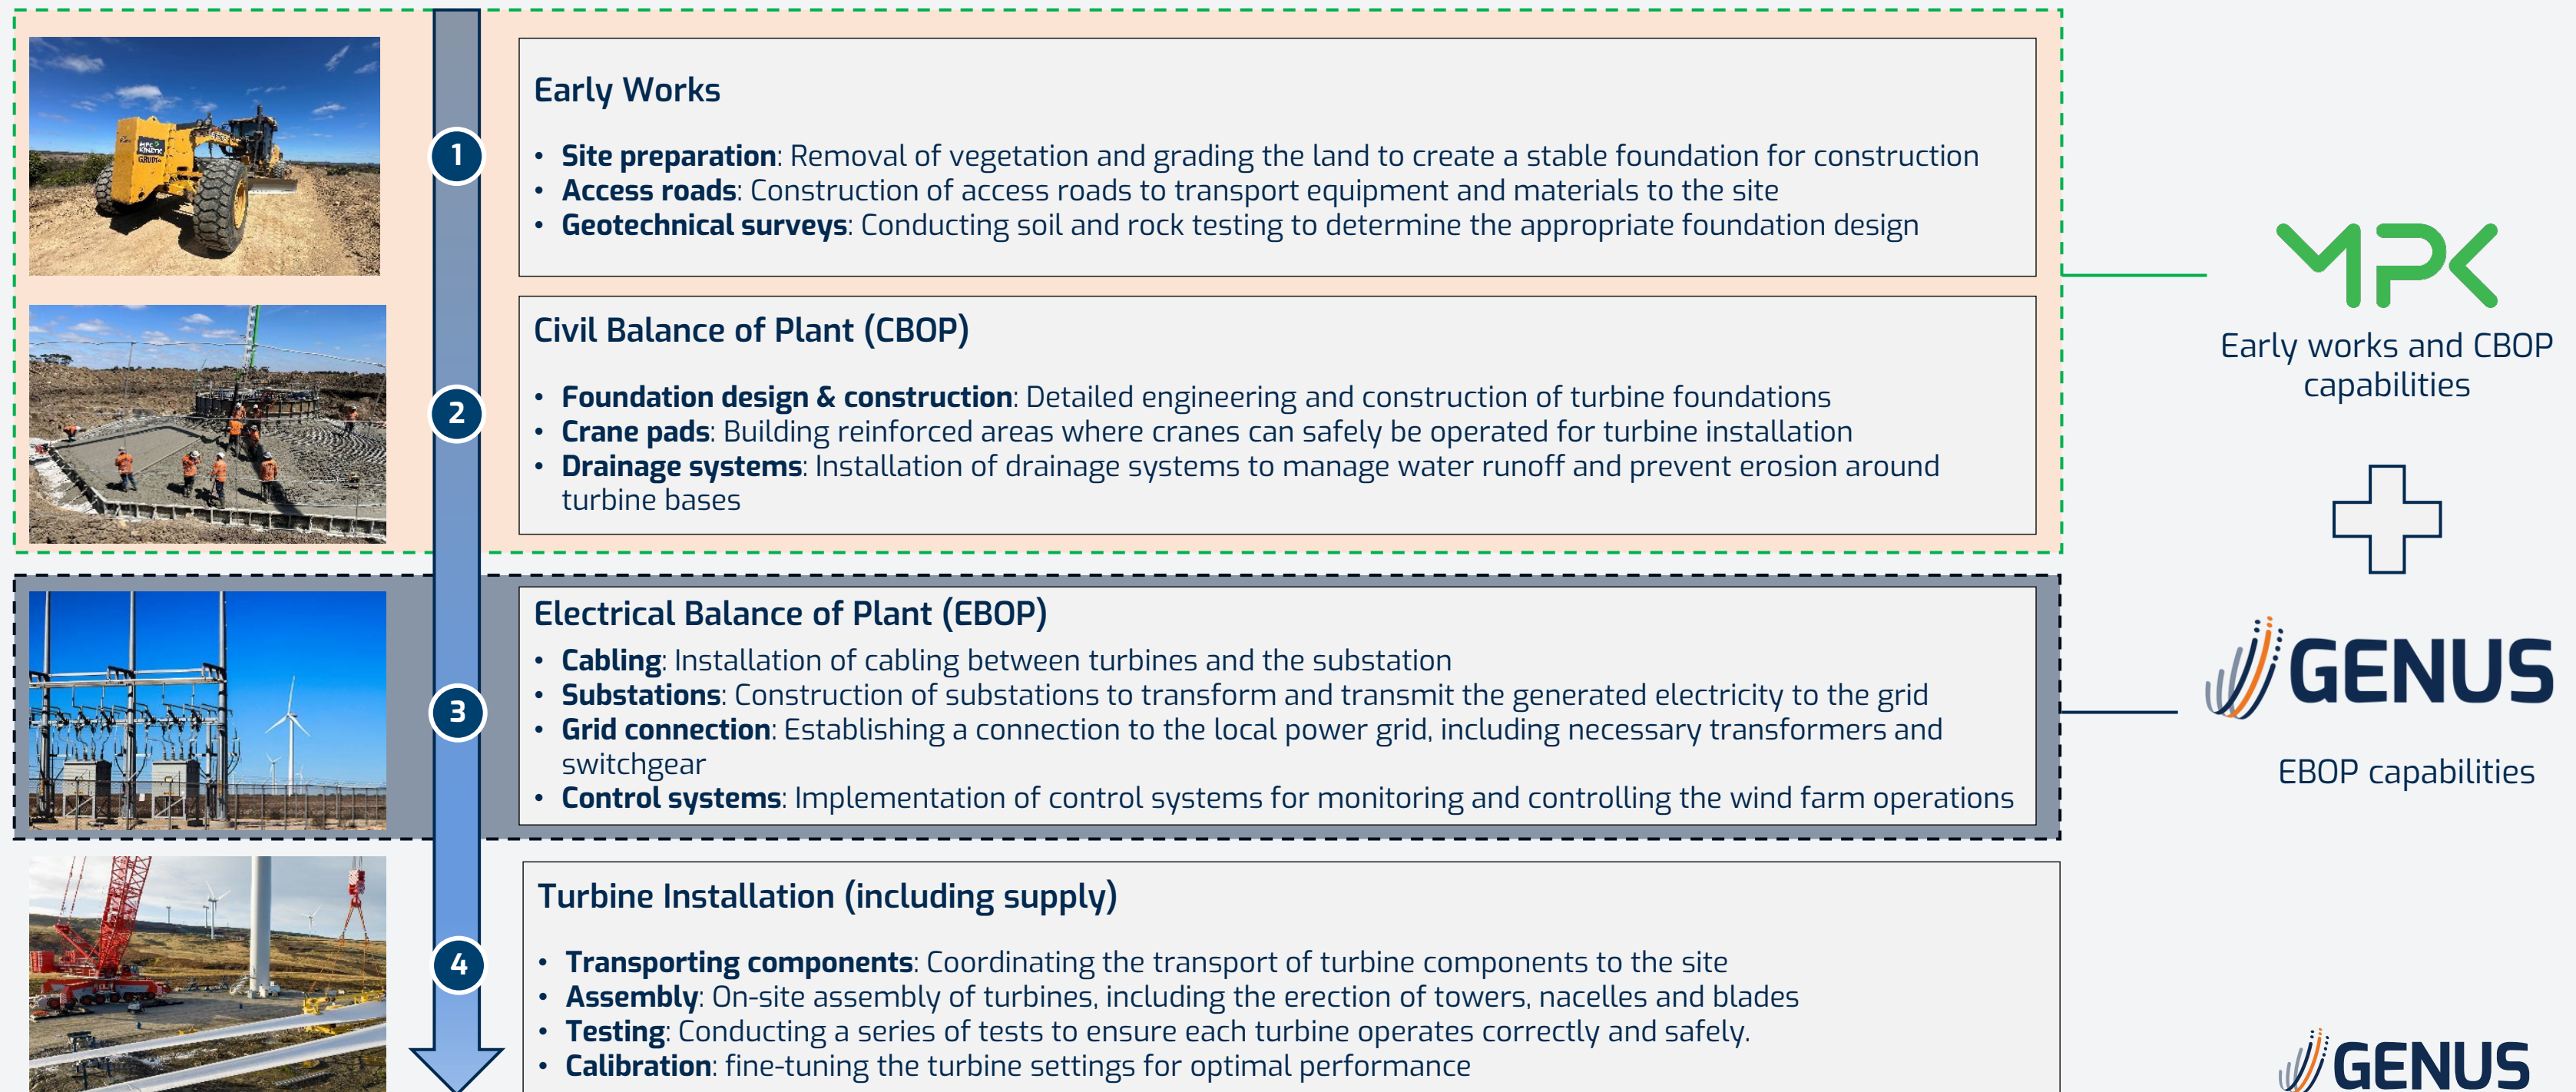 Early Works
1
• Site preparation: Removal of vegetation and grading the land to create a stable foundation for construction
• Access roads: Construction of access roads to transport equipment and materials to the site
• Geotechnical surveys: Conducting soil and rock testing to determine the appropriate foundation design
MPK
Early works and CBOP
capabilities
Civil Balance of Plant (CBOP)
2
• Foundation design & construction: Detailed engineering and construction of turbine foundations
• Crane pads: Building reinforced areas where cranes can safely be operated for turbine installation
• Drainage systems: Installation of drainage systems to manage water runoff and prevent erosion around
turbine bases
Electrical Balance of Plant (EBOP)
3
• Cabling: Installation of cabling between turbines and the substation
• Substations: Construction of substations to transform and transmit the generated electricity to the grid
• Grid connection: Establishing a connection to the local power grid, including necessary transformers and
switchgear
• Control systems: Implementation of control systems for monitoring and controlling the wind farm operations
GENUS
EBOP capabilities
Turbine Installation (including supply)
4
• Transporting components: Coordinating the transport of turbine components to the site
• Assembly: On-site assembly of turbines, including the erection of towers, nacelles and blades
• Testing: Conducting a series of tests to ensure each turbine operates correctly and safely.
• Calibration: fine-tuning the turbine settings for optimal performance
GENUS